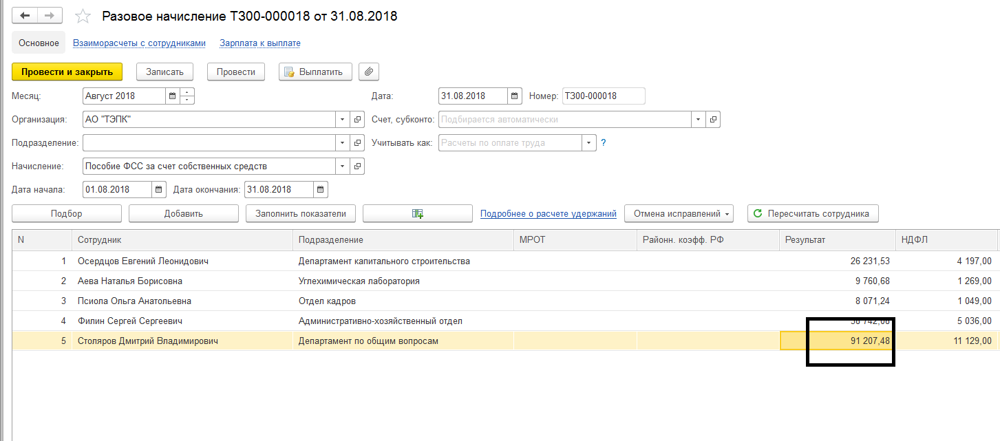 Разовое начисление ТЗ00-000018 от 31.08.2018
Основное Взаиморасчеты с сотрудниками Зарплата к выплате
Провести и закрыть Записать Провести Выплатить
Месяц: Август 2018 Дата: 31.08.2018 Номер: ТЗ00-000018
Организация: АО "ТЭПК" Счет, субконто: Подбирается автоматически
Подразделение: Учитывать как: Расчеты по оплате труда ?
Начисление: Пособие ФСС за счет собственных средств
Дата начала: 01.08.2018 Дата окончания: 31.08.2018
Подбор Добавить Заполнить показатели Подробнее о расчете удержаний Отмена исправлений Пересчитать сотрудника
N Сотрудник Подразделение МРОТ Районн. коэфф. РФ Результат НДФЛ
1 Осердцов Евгений Леонидович Департамент капитального строительства 26 231,53 4 197,00
2 Аева Наталья Борисовна Углехимическая лаборатория 9 760,68 1 269,00
3 Псиола Ольга Анатольевна Отдел кадров 8 071,24 1 049,00
4 Филин Сергей Сергеевич Административно-хозяйственный отдел 5 036,00
5 Столяров Дмитрий Владимирович Департамент по общим вопросам 91 207,48 11 129,00